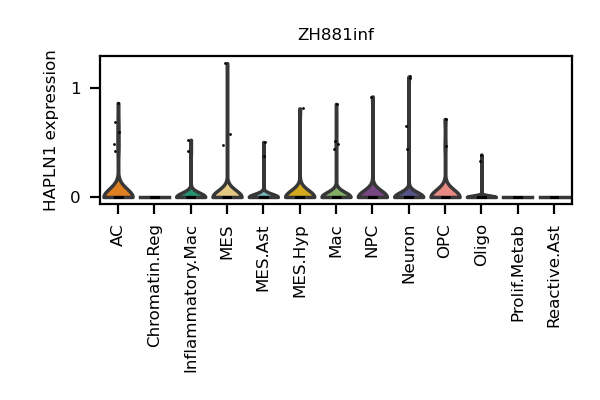 ZH881inf
HAPLN1 expression
1
0
AC
Chromatin.Reg
Inflammatory.Mac
MES
MES.Ast
MES.Hyp
Mac
NPC
Neuron
OPC
Oligo
Prolif.Metab
Reactive.Ast